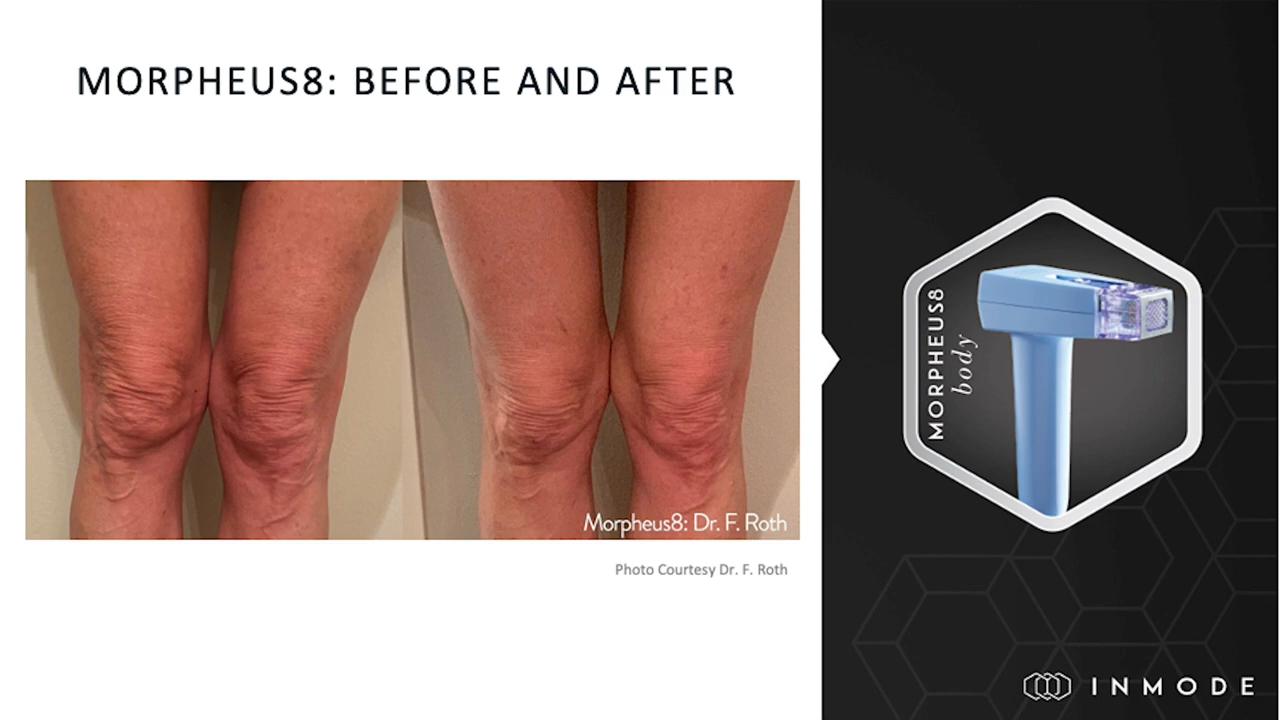 MORPHEUS8: BEFORE AND AFTER
Morpheus8: Dr. F. Roth
Photo Courtesy Dr. F. Roth
MORPHEUS8
body
INMODE